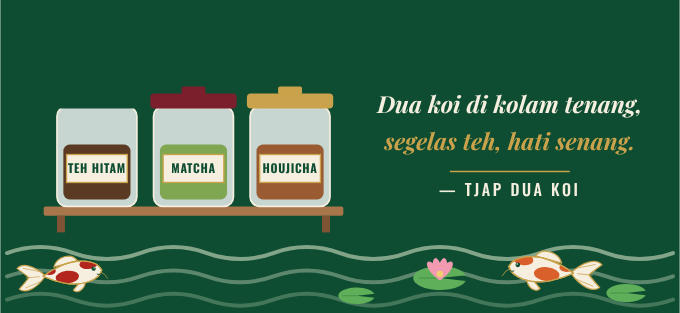 TEH HITAM
MATCHA
HOUJICHA
Dua koi di kolam tenang,
segelas teh, hati senang.
— TJAP DUA KOI